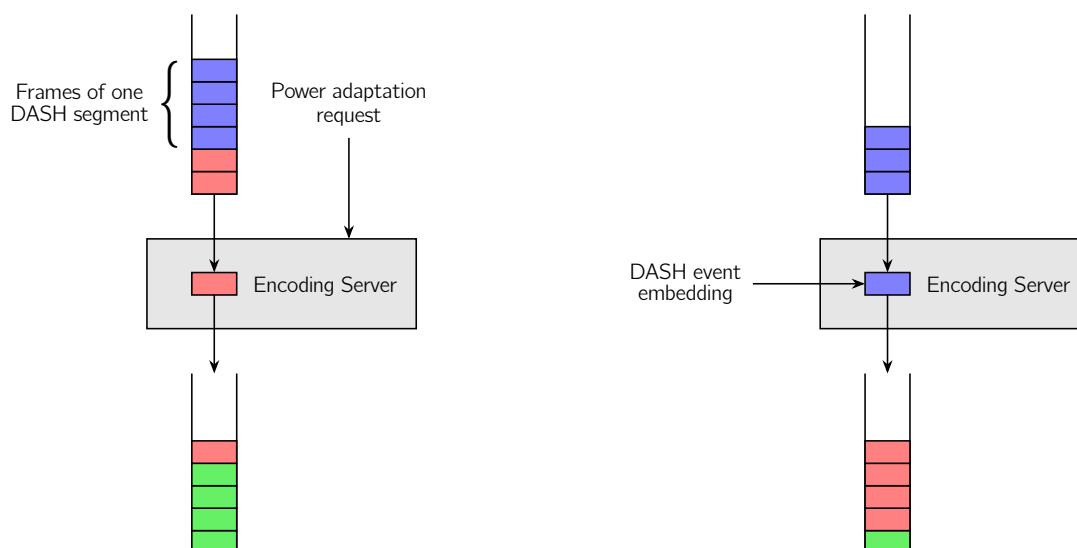 Frames of one
DASH segment
Power adaptation
request
Encoding Server
DASH event
embedding
Encoding Server